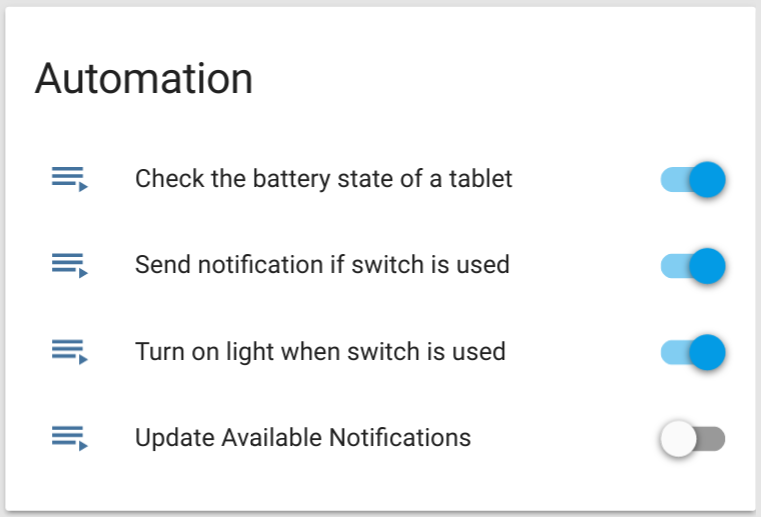 Automation
Check the battery state of a tablet
Send notification if switch is used
Turn on light when switch is used
Update Available Notifications